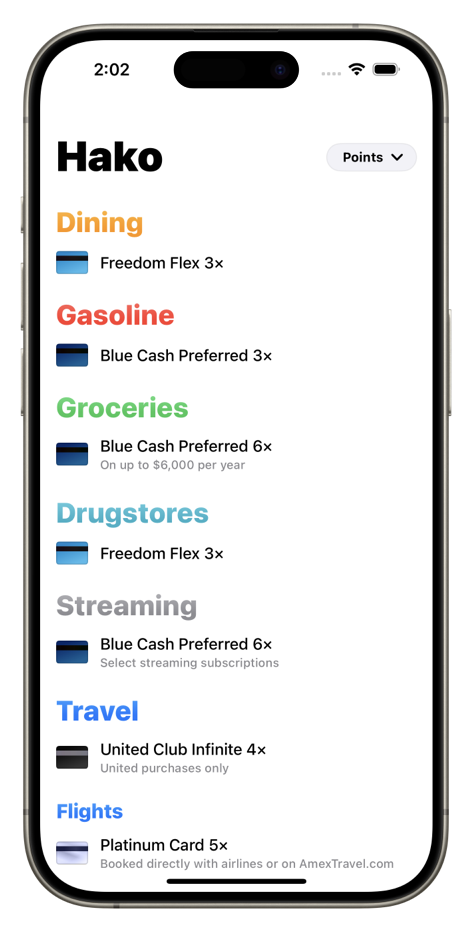 2:02
Hako
Points
Dining
Freedom Flex 3×
Gasoline
Blue Cash Preferred 3×
Groceries
Blue Cash Preferred 6×
On up to $6,000 per year
Drugstores
Freedom Flex 3×
Streaming
Blue Cash Preferred 6×
Select streaming subscriptions
Travel
United Club Infinite 4×
United purchases only
Flights
Platinum Card 5×
Booked directly with airlines or on AmexTravel.com